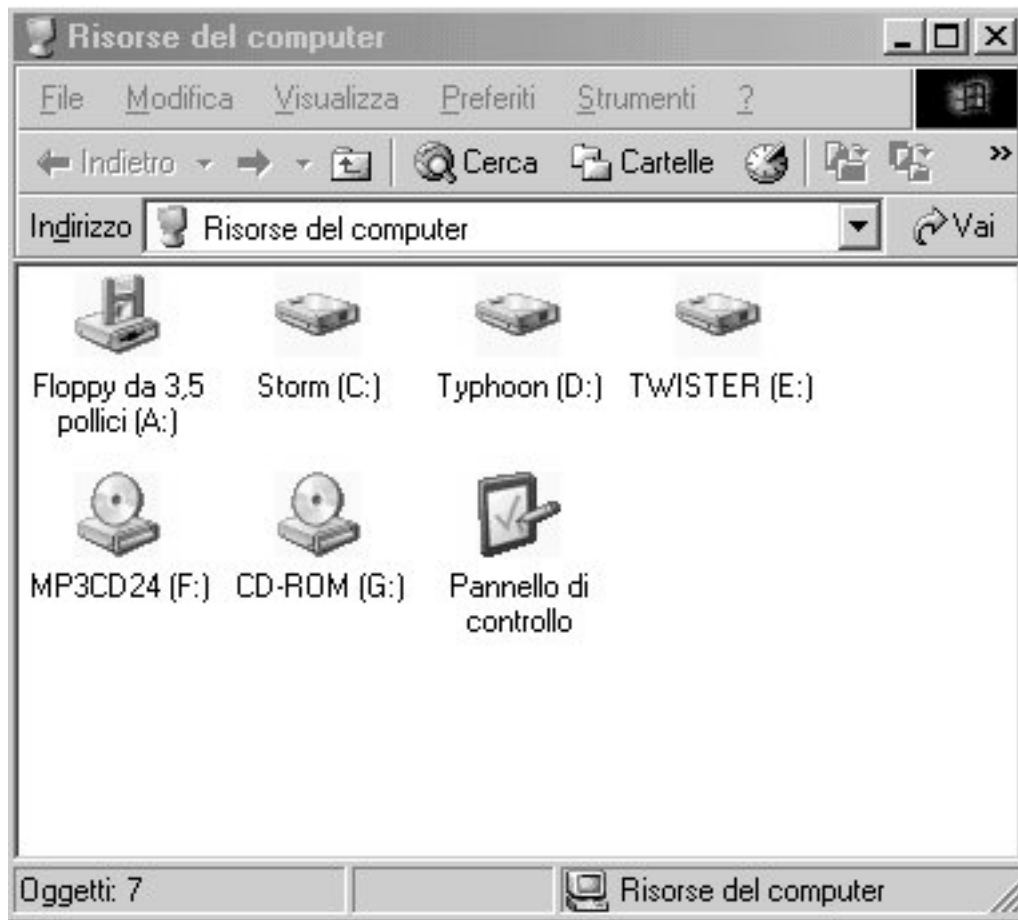 Risorse del computer
File Modifica Visualizza Preferiti Strumenti ?
Indietro Cerca Cartelle »
Indirizzo Risorse del computer Vai
Floppy da 3,5
pollici (A:)
Storm (C:)
Typhoon (D:)
TWISTER (E:)
MP3CD24 (F:)
CD-ROM (G:)
Pannello di
controllo
Oggetti: 7
Risorse del computer